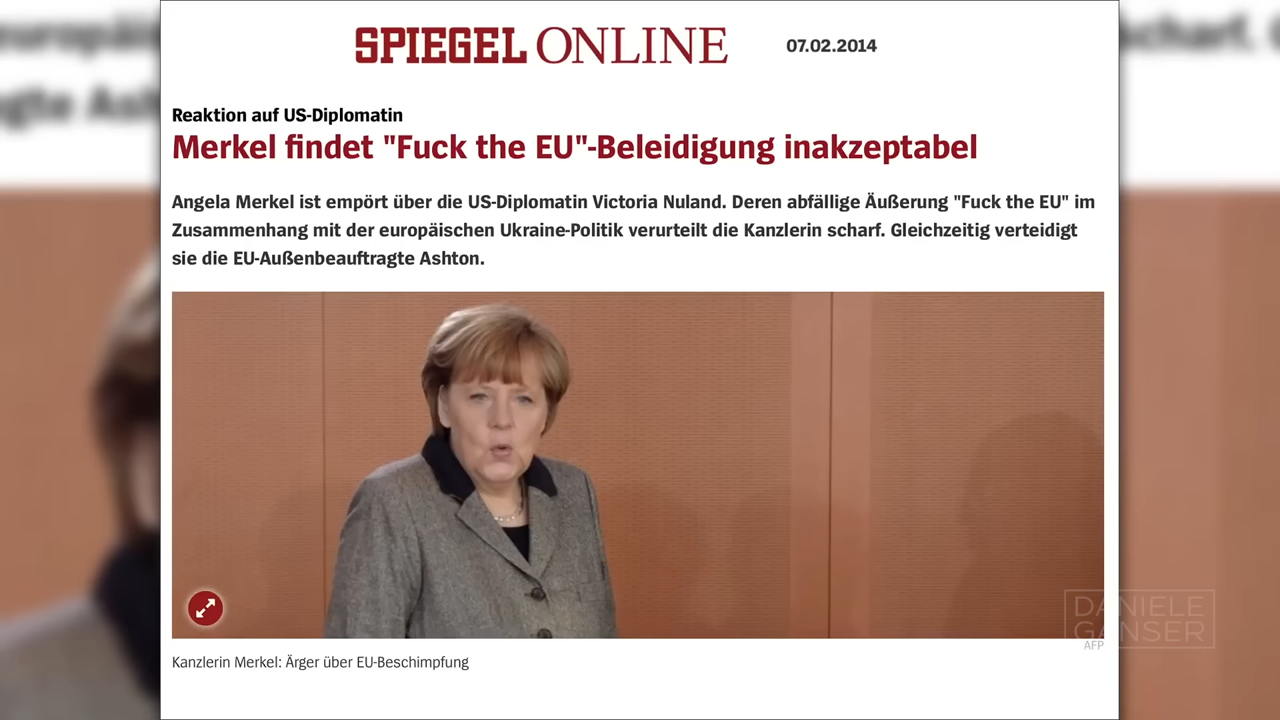 SPIEGEL ONLINE 07.02.2014
Reaktion auf US-Diplomatin
Merkel findet "Fuck the EU"-Beleidigung inakzeptabel
Angela Merkel ist empört über die US-Diplomatin Victoria Nuland. Deren abfällige Äußerung "Fuck the EU" im
Zusammenhang mit der europäischen Ukraine-Politik verurteilt die Kanzlerin scharf. Gleichzeitig verteidigt
sie die EU-Außenbeauftragte Ashton.
DANIELE
GANSER
AFP
Kanzlerin Merkel: Ärger über EU-Beschimpfung